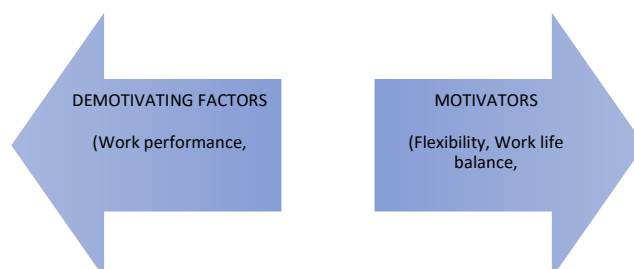 DEMOTIVATING FACTORS
(Work performance,
MOTIVATORS
(Flexibility, Work life
balance,